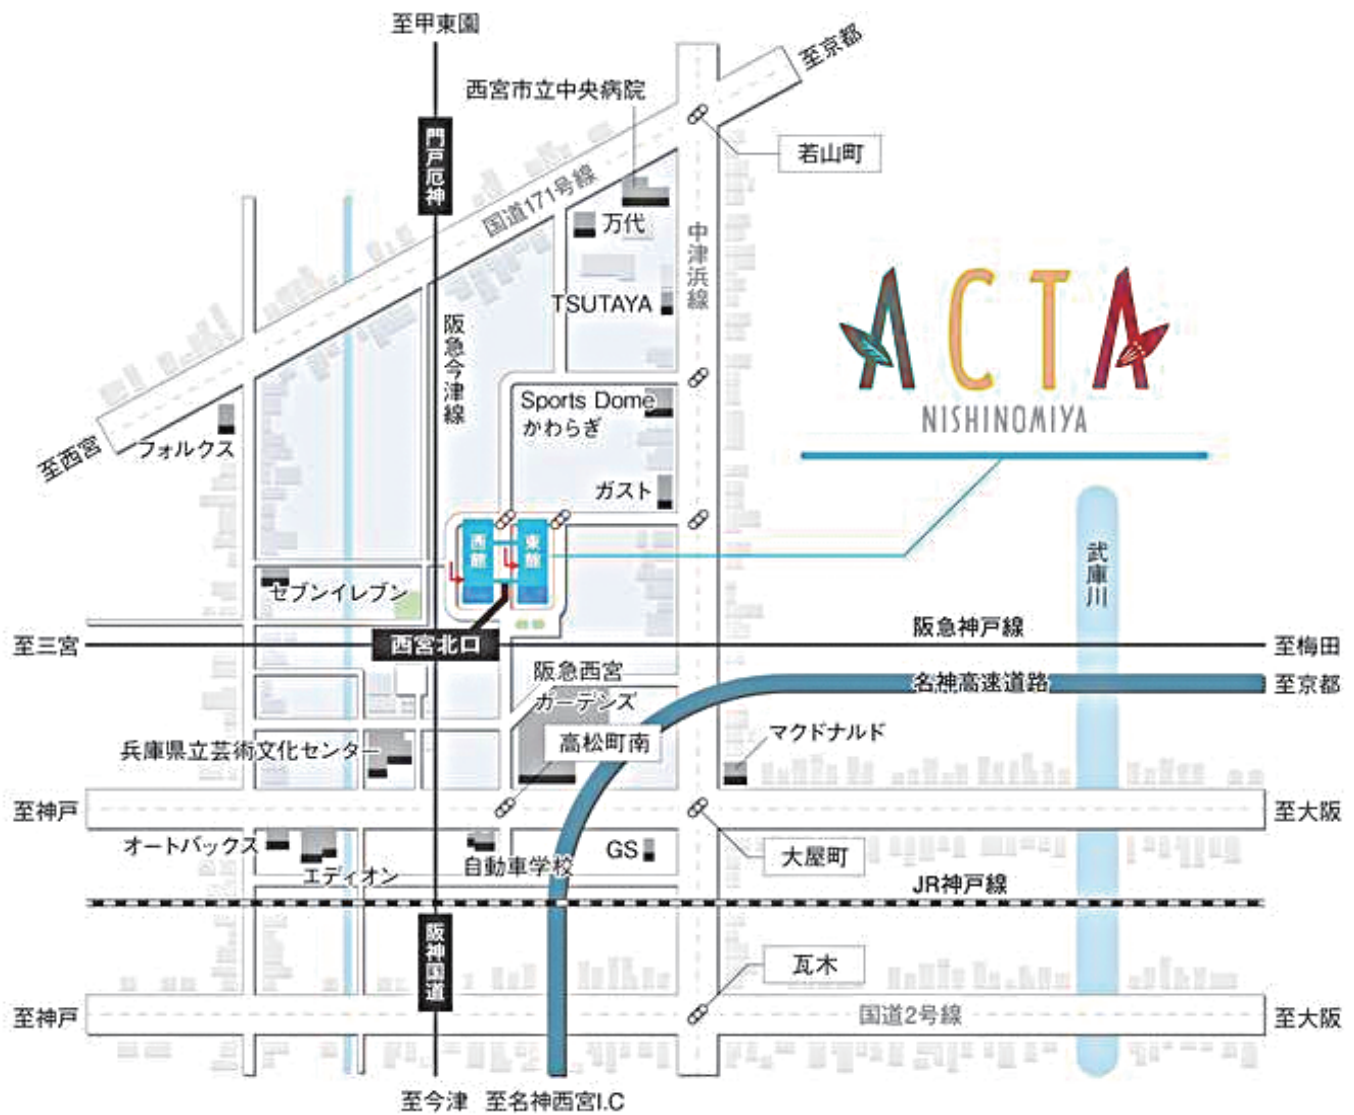 至甲東園
至京都
西宮市立中央病院
門戸厄神
若山町
国道171号線
万代
中津浜線
TSUTAYA
阪急今津線
ACTA
NISHINOMIYA
Sports Dome
かわらぎ
至西宮
フォルクス
ガスト
西館
東館
武庫川
セブンイレブン
阪急神戸線
至三宮
西宮北口
至梅田
阪急西宮
ガーデンズ
名神高速道路
至京都
高松町南
マクドナルド
兵庫県立芸術文化センター
至神戸
至大阪
オートバックス
エディオン
自動車学校
GS
大屋町
JR神戸線
阪神国道
瓦木
至神戸
国道2号線
至大阪
至今津
至名神西宮I.C